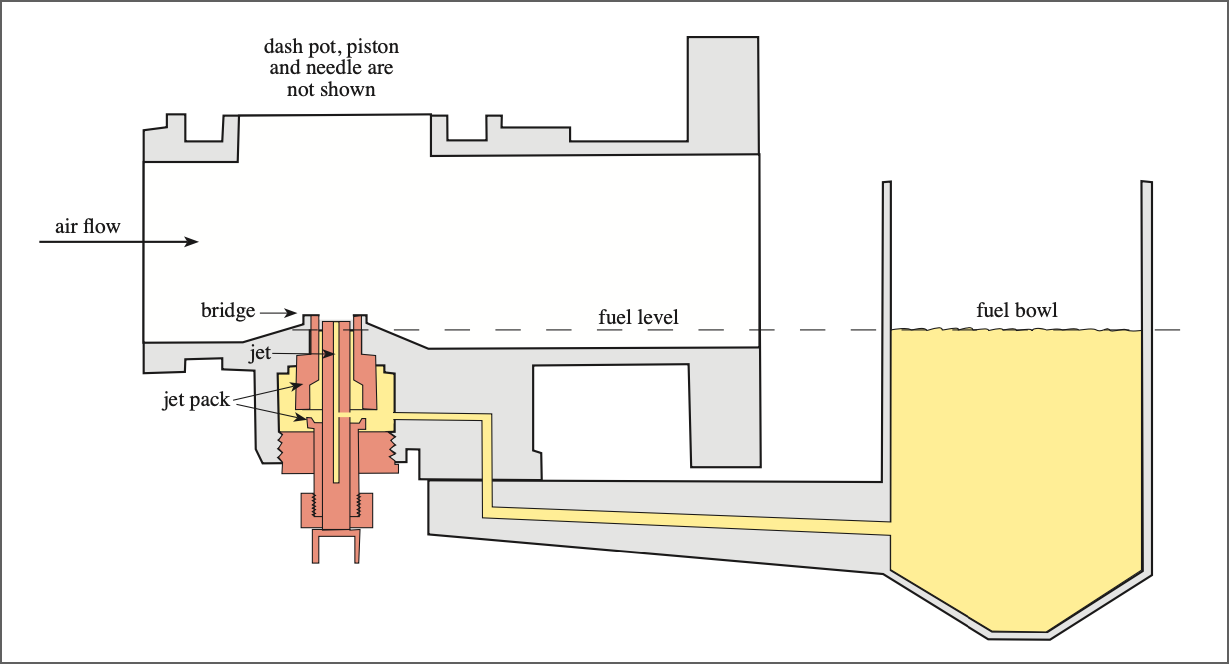 dash pot, piston
and needle are
not shown
air flow
bridge
fuel level
fuel bowl
jet
jet pack